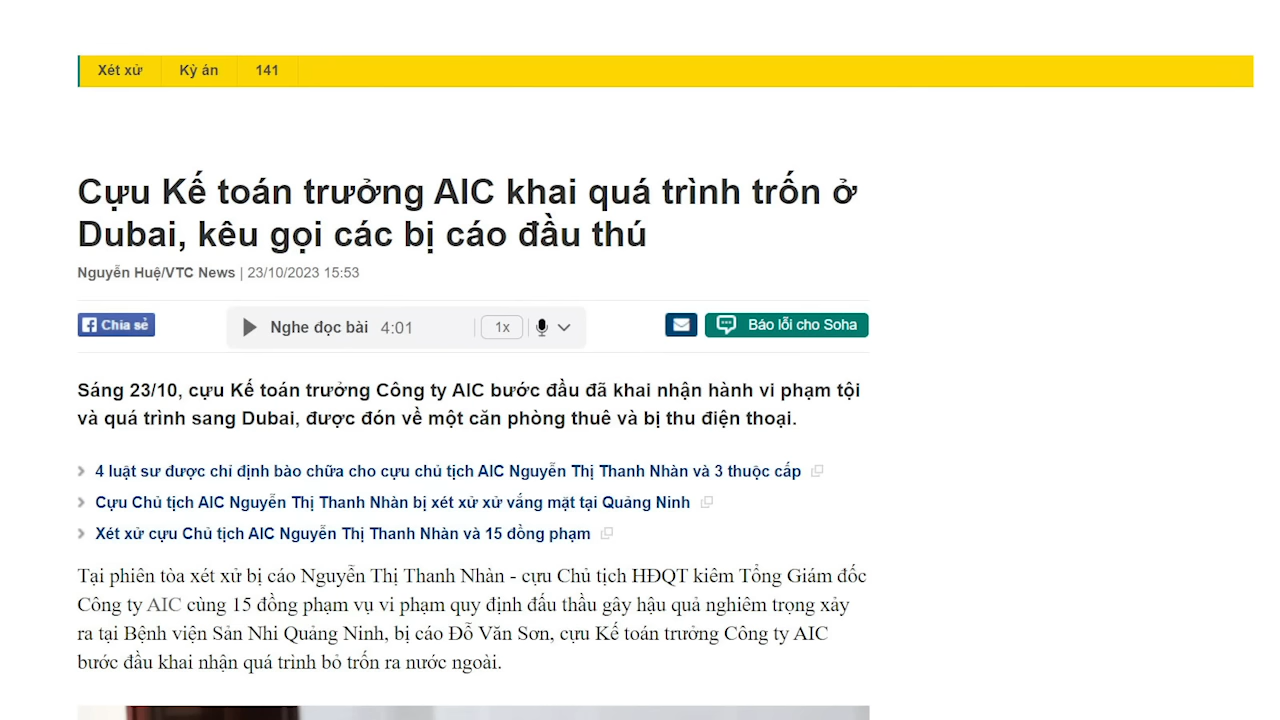 Xét xử Kỳ án 141
Cựu Kế toán trưởng AIC khai quá trình trốn ở
Dubai, kêu gọi các bị cáo đầu thú
Nguyễn Huệ/VTC News | 23/10/2023 15:53
Chia sẻ Nghe đọc bài 4:01 1x Báo lỗi cho Soha
Sáng 23/10, cựu Kế toán trưởng Công ty AIC bước đầu đã khai nhận hành vi phạm tội
và quá trình sang Dubai, được đón về một căn phòng thuê và bị thu điện thoại.
4 luật sư được chỉ định bào chữa cho cựu chủ tịch AIC Nguyễn Thị Thanh Nhàn và 3 thuộc cấp
Cựu Chủ tịch AIC Nguyễn Thị Thanh Nhàn bị xét xử xử vắng mặt tại Quảng Ninh
Xét xử cựu Chủ tịch AIC Nguyễn Thị Thanh Nhàn và 15 đồng phạm
Tại phiên tòa xét xử bị cáo Nguyễn Thị Thanh Nhàn - cựu Chủ tịch HĐQT kiêm Tổng Giám đốc
Công ty AIC cùng 15 đồng phạm vụ vi phạm quy định đấu thầu gây hậu quả nghiêm trọng xảy
ra tại Bệnh viện Sản Nhi Quảng Ninh, bị cáo Đỗ Văn Sơn, cựu Kế toán trưởng Công ty AIC
bước đầu khai nhận quá trình bỏ trốn ra nước ngoài.